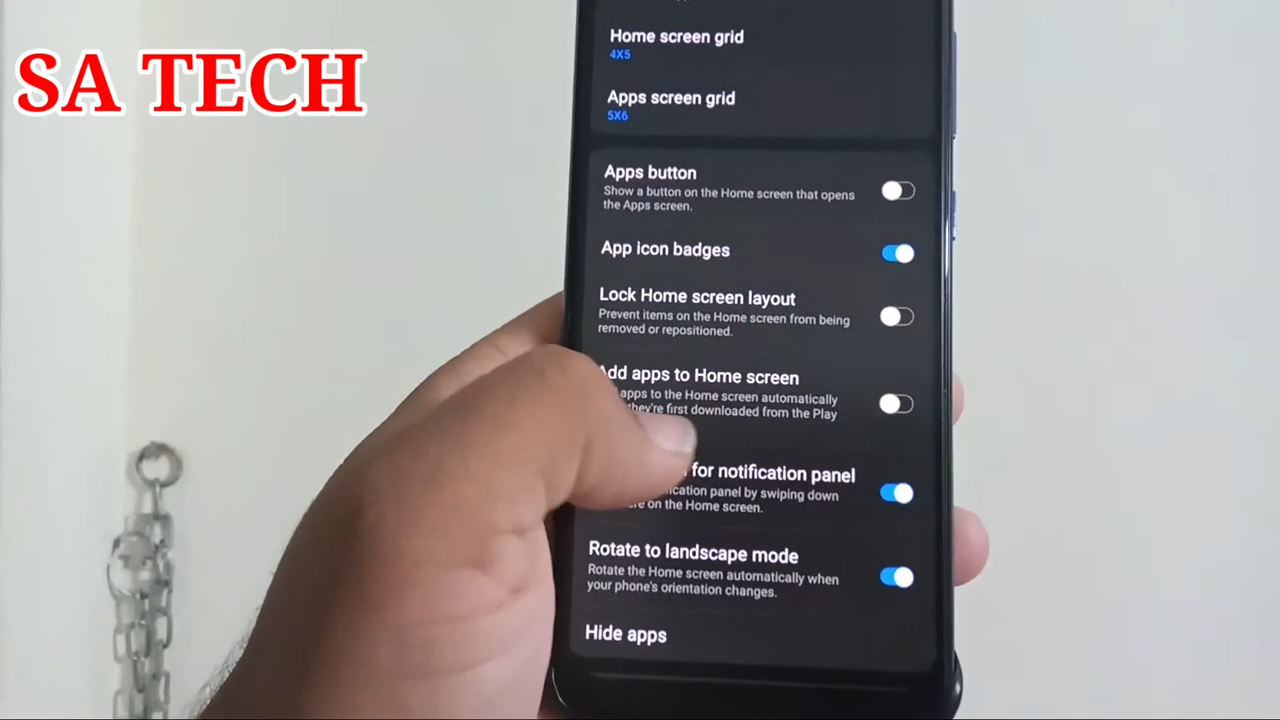 SA TECH
Home screen grid
4X5
Apps screen grid
5X6
Apps button
Show a button on the Home screen that opens
the Apps screen.
App icon badges
Lock Home screen layout
Prevent items on the Home screen from being
removed or repositioned.
Add apps to Home screen
apps to the Home screen automatically
they're first downloaded from the Play
for notification panel
panel by swiping down
on the Home screen.
Rotate to landscape mode
Rotate the Home screen automatically when
your phone's orientation changes.
Hide apps